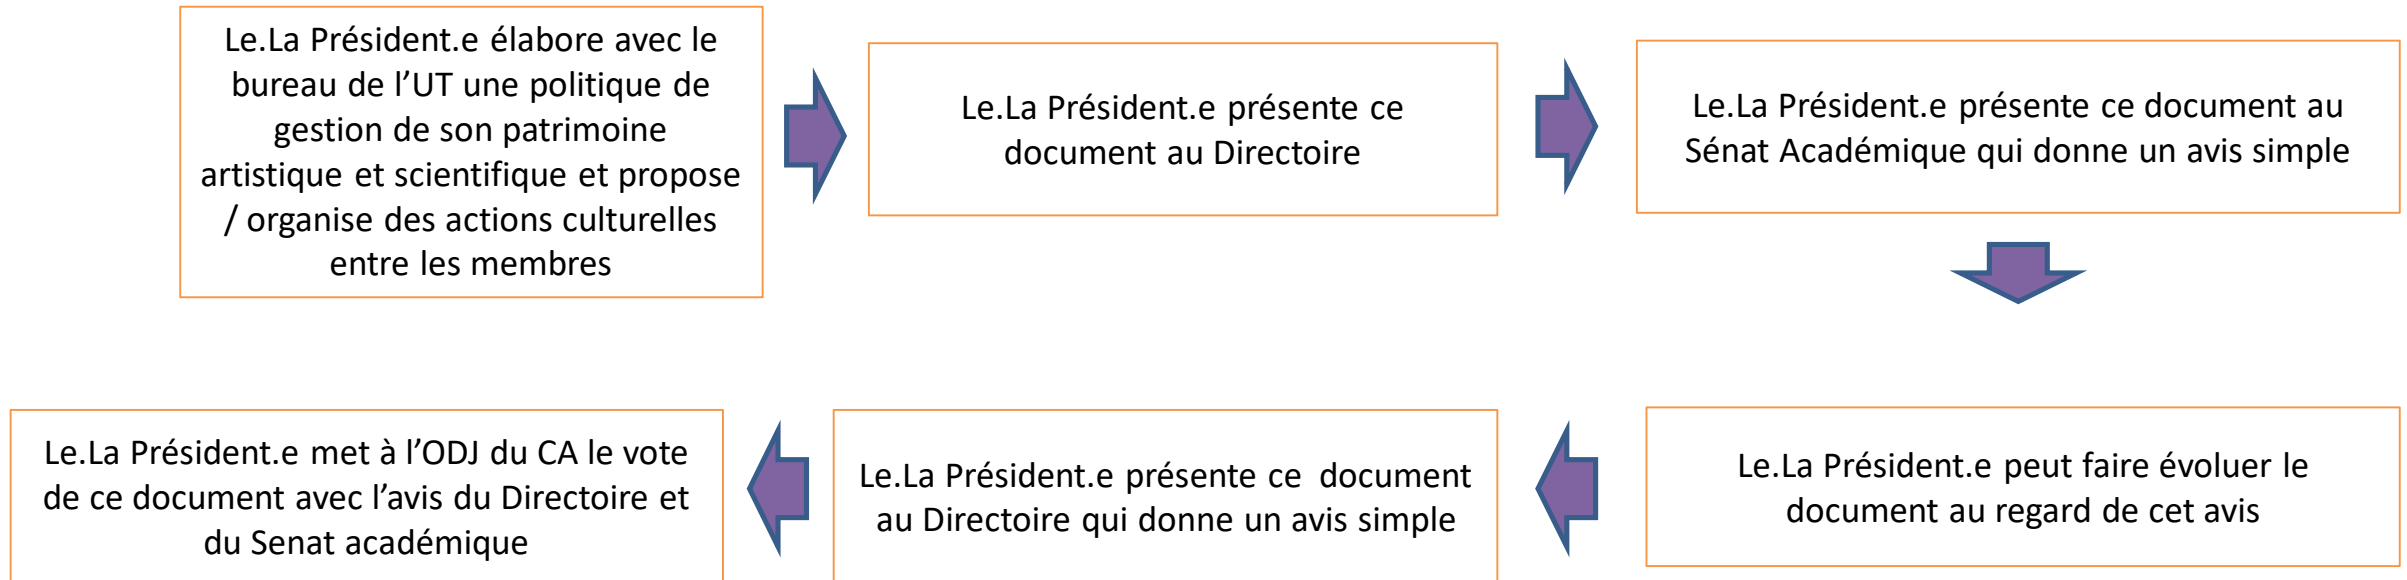 Le.La Président.e élabore avec le
bureau de l’UT une politique de
gestion de son patrimoine
artistique et scientifique et propose
/ organise des actions culturelles
entre les membres
Le.La Président.e présente ce
document au Directoire
Le.La Président.e présente ce document au
Sénat Académique qui donne un avis simple
Le.La Président.e peut faire évoluer le
document au regard de cet avis
Le.La Président.e présente ce document
au Directoire qui donne un avis simple
Le.La Président.e met à l’ODJ du CA le vote
de ce document avec l’avis du Directoire et
du Senat académique